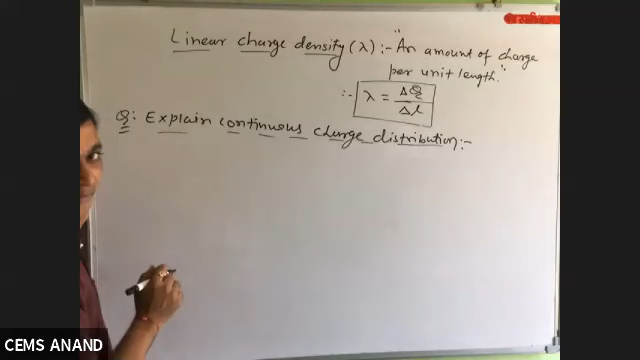 Linear charge density (λ) :- "An amount of charge
per unit length."
∴ λ = ΔQ/Δl
Q: Explain continuous charge distribution :-
CEMS ANAND